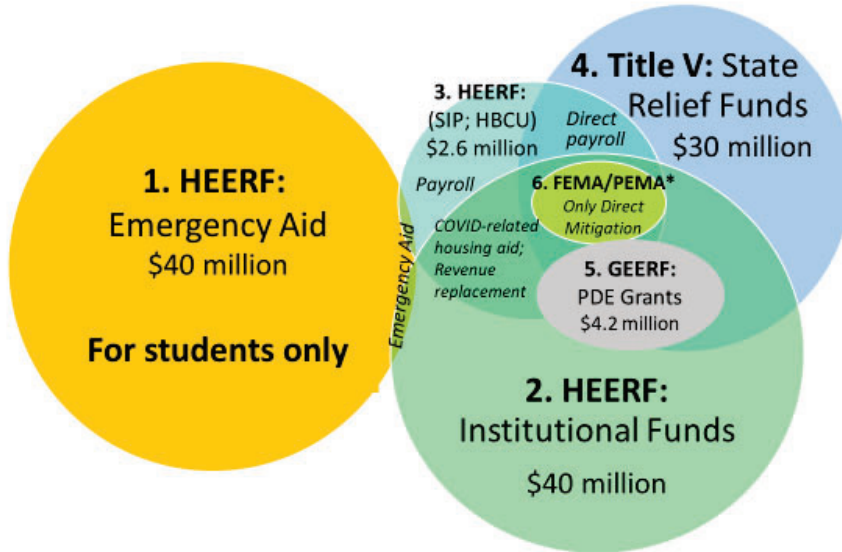 1. HEERF:
Emergency Aid
$40 million
For students only
Emergency Aid
3. HEERF:
(SIP; HBCU)
$2.6 million
Payroll
COVID-related
housing aid;
Revenue
replacement
Direct
payroll
4. Title V: State
Relief Funds
$30 million
6. FEMA/PEMA*
Only Direct
Mitigation
5. GEERF:
PDE Grants
$4.2 million
2. HEERF:
Institutional Funds
$40 million